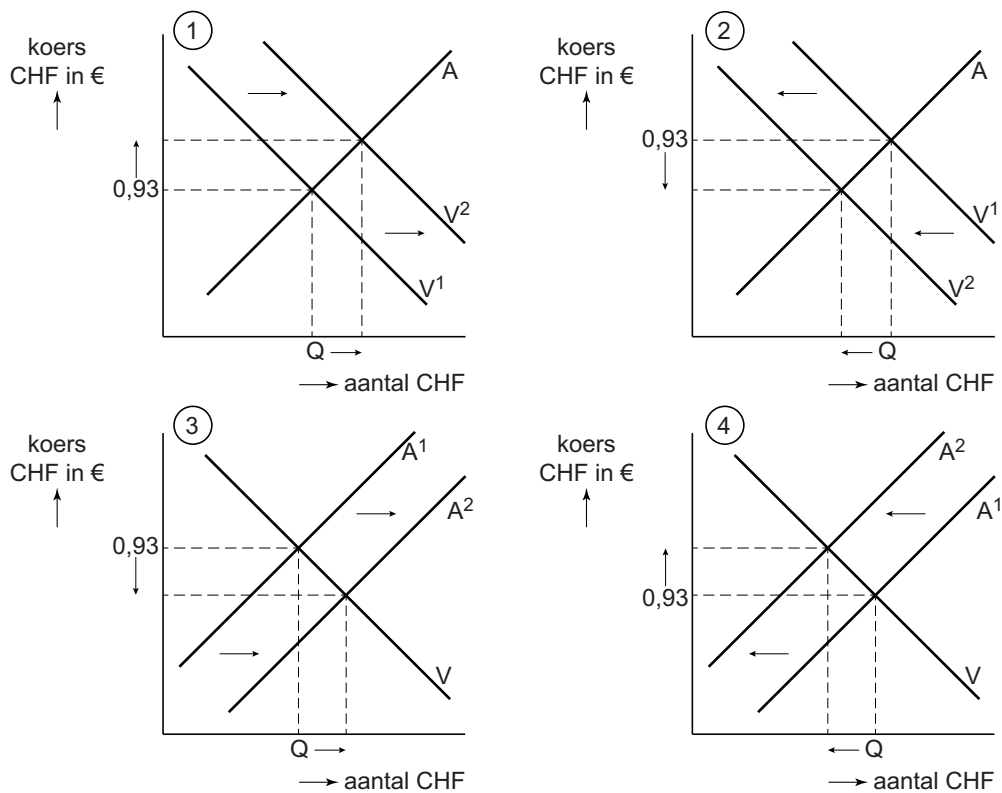 1
koers
CHF in €
0,93
A
V²
V¹
Q
aantal CHF
2
koers
CHF in €
0,93
A
V¹
V²
Q
aantal CHF
3
koers
CHF in €
0,93
A¹
A²
V
Q
aantal CHF
4
koers
CHF in €
0,93
A²
A¹
V
Q
aantal CHF